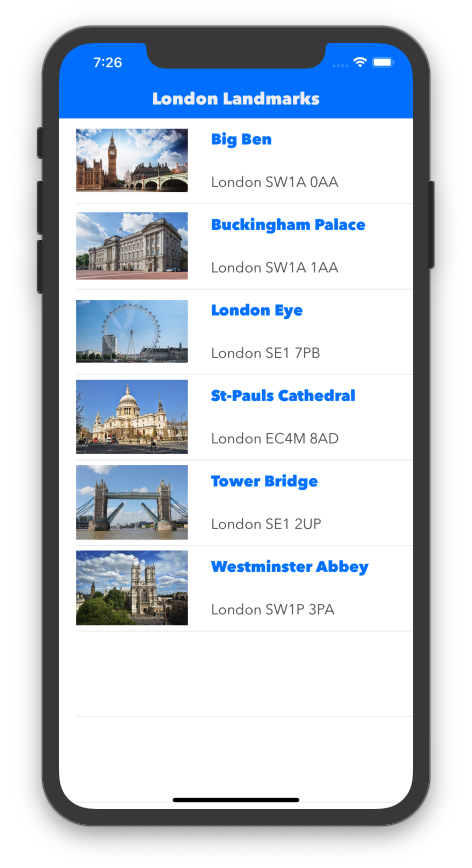 7:26
London Landmarks
Big Ben
London SW1A 0AA
Buckingham Palace
London SW1A 1AA
London Eye
London SE1 7PB
St-Pauls Cathedral
London EC4M 8AD
Tower Bridge
London SE1 2UP
Westminster Abbey
London SW1P 3PA